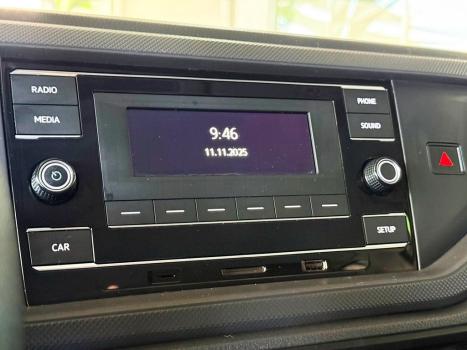 RADIO
MEDIA
PHONE
SOUND
9:46
11.11.2025
CAR
SETUP